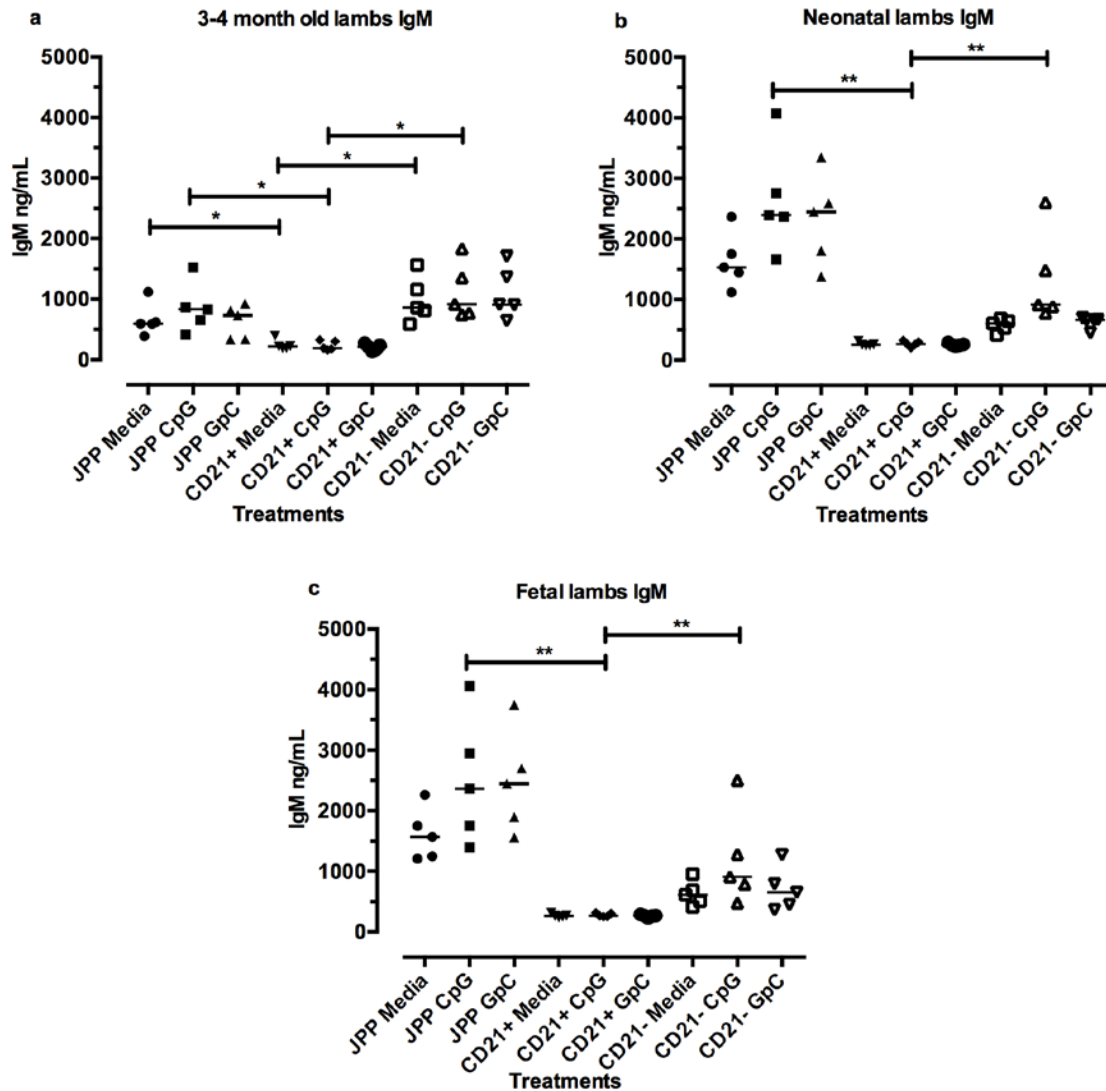 a
3-4 month old lambs IgM
5000
4000
3000
2000
1000
0
IgM ng/mL
*
*
*
*
JPP Media
JPP CpG
JPP GpC
CD21+ Media
CD21+ CpG
CD21+ GpC
CD21- Media
CD21- CpG
CD21- GpC
Treatments
b
Neonatal lambs IgM
5000
4000
3000
2000
1000
0
IgM ng/mL
**
**
JPP Media
JPP CpG
JPP GpC
CD21+ Media
CD21+ CpG
CD21+ GpC
CD21- Media
CD21- CpG
CD21- GpC
Treatments
c
Fetal lambs IgM
5000
4000
3000
2000
1000
0
IgM ng/mL
**
**
JPP Media
JPP CpG
JPP GpC
CD21+ Media
CD21+ CpG
CD21+ GpC
CD21- Media
CD21- CpG
CD21- GpC
Treatments